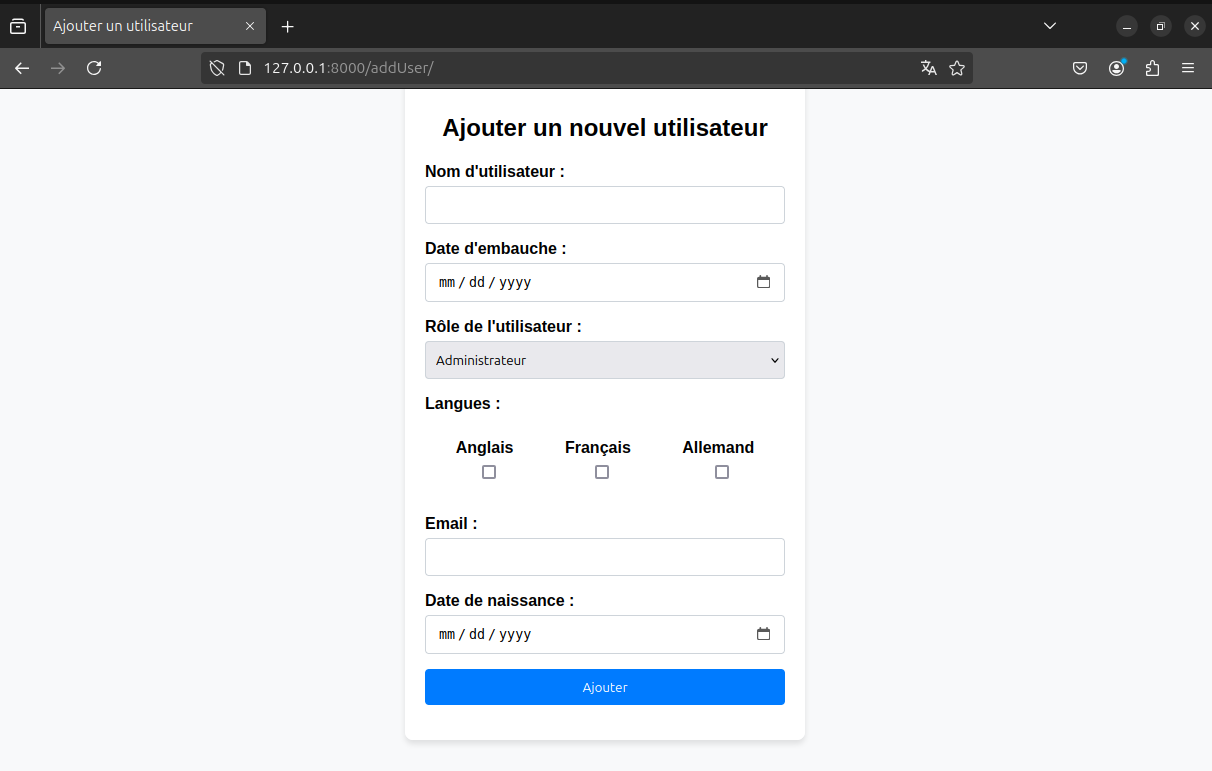 Ajouter un utilisateur
127.0.0.1:8000/addUser/
Ajouter un nouvel utilisateur
Nom d'utilisateur :
Date d'embauche :
mm / dd / yyyy
Rôle de l'utilisateur :
Administrateur
Langues :
Anglais Français Allemand
Email :
Date de naissance :
mm / dd / yyyy
Ajouter